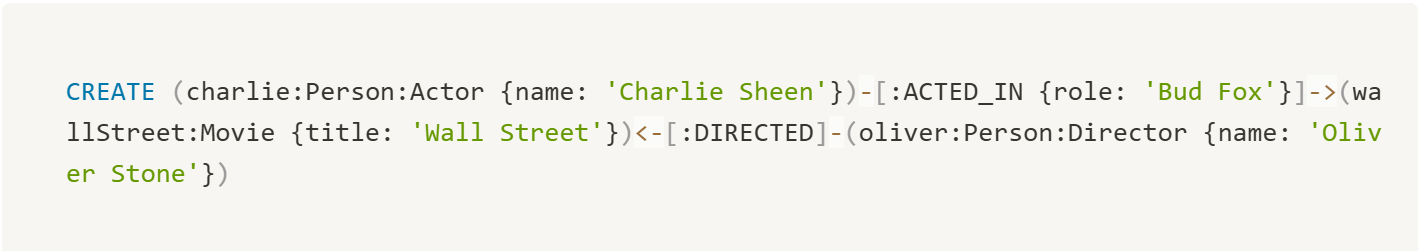 CREATE (charlie:Person:Actor {name: 'Charlie Sheen'})-[:ACTED_IN {role: 'Bud Fox'}]->(wa
llStreet:Movie {title: 'Wall Street'})<-[:DIRECTED]-(oliver:Person:Director {name: 'Oliv
er Stone'})